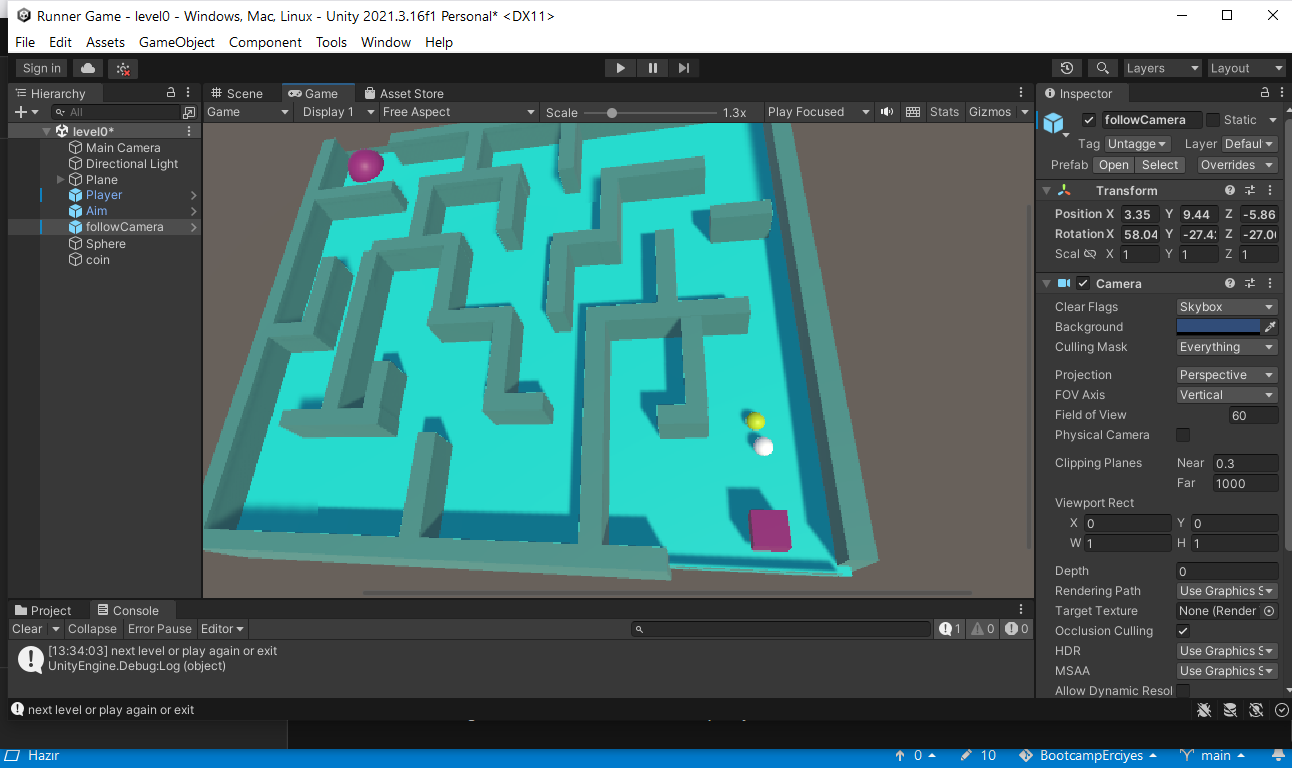 Runner Game - level0 - Windows, Mac, Linux - Unity 2021.3.16f1 Personal* <DX11>
File Edit Assets GameObject Component Tools Window Help
Sign in
Layers Layout
Hierarchy
All
level0*
Main Camera
Directional Light
Plane
Player
Aim
followCamera
Sphere
coin
Scene Game Asset Store
Game Display 1 Free Aspect Scale 1.3x Play Focused Stats Gizmos
Inspector
followCamera Static
Tag Untagge Layer Defaul
Prefab Open Select Overrides
Transform
Position X 3.35 Y 9.44 Z -5.86
Rotation X 58.04 Y -27.4 Z -27.0
Scal X 1 Y 1 Z 1
Camera
Clear Flags Skybox
Background
Culling Mask Everything
Projection Perspective
FOV Axis Vertical
Field of View 60
Physical Camera
Clipping Planes Near 0.3
Far 1000
Viewport Rect
X 0 Y 0
W 1 H 1
Depth 0
Rendering Path Use Graphics S
Target Texture None (Render
Occlusion Culling
HDR Use Graphics S
MSAA Use Graphics S
Allow Dynamic Resol
Project Console
Clear Collapse Error Pause Editor 1 0 0
[13:34:03] next level or play again or exit
UnityEngine.Debug:Log (object)
next level or play again or exit
Hazır 0 10 BootcampErciyes main